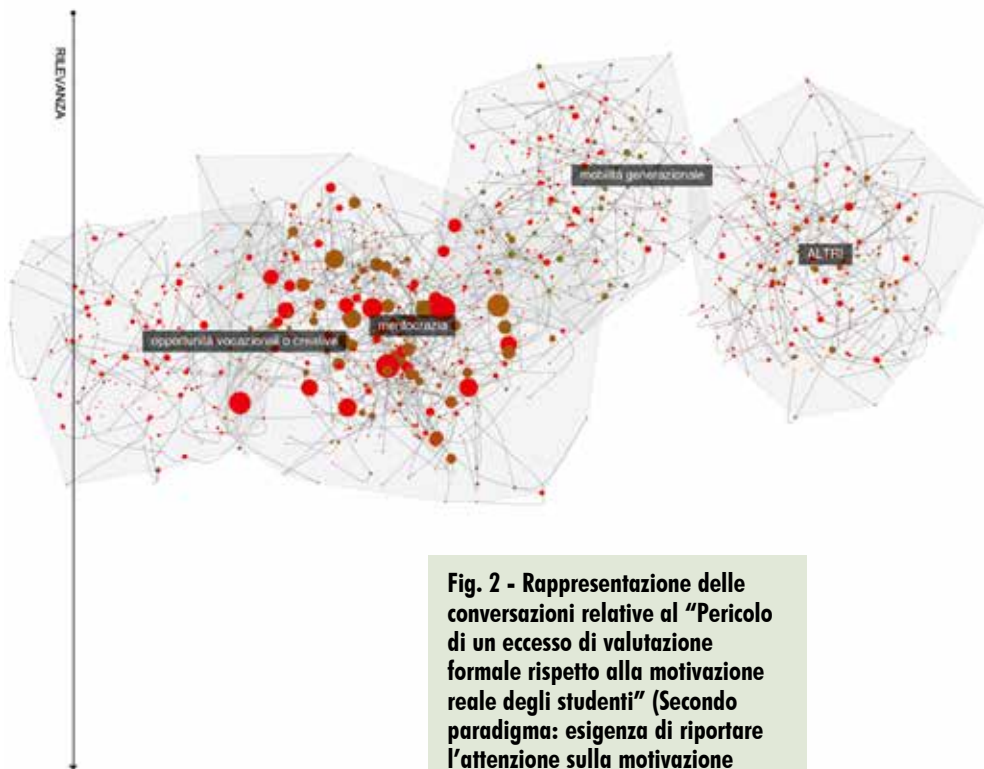 RILEVANZA
mobilità generazionale
ALTRI
meritocrazia
opportunità vocazionali o creative
Fig. 2 - Rappresentazione delle
conversazioni relative al “Pericolo
di un eccesso di valutazione
formale rispetto alla motivazione
reale degli studenti” (Secondo
paradigma: esigenza di riportare
l’attenzione sulla motivazione